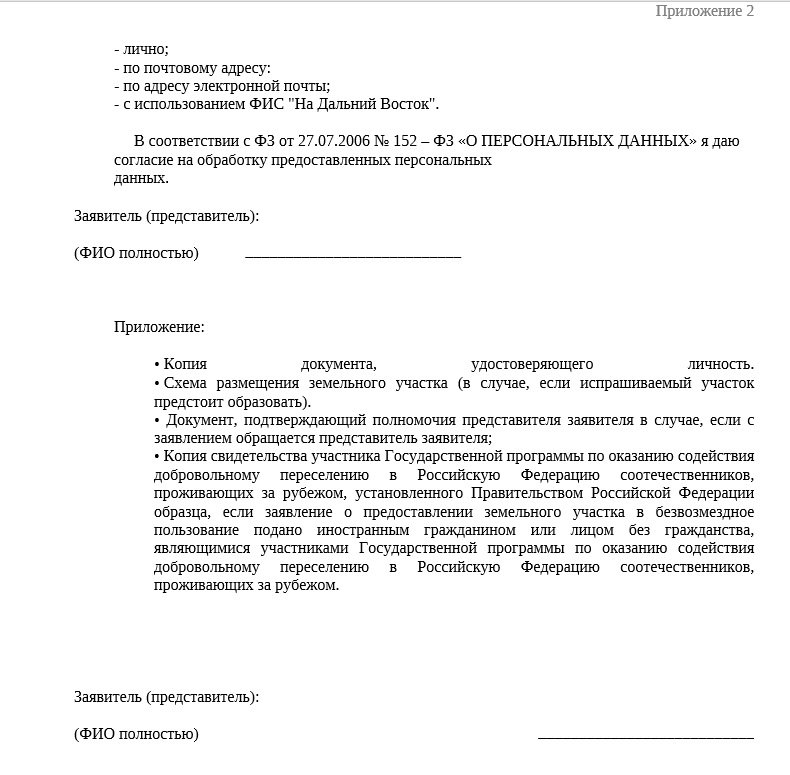 Приложение 2
- лично;
- по почтовому адресу:
- по адресу электронной почты;
- с использованием ФИС "На Дальний Восток".
В соответствии с ФЗ от 27.07.2006 № 152 – ФЗ «О ПЕРСОНАЛЬНЫХ ДАННЫХ» я даю
согласие на обработку предоставленных персональных
данных.
Заявитель (представитель):
(ФИО полностью) ___________________________
Приложение:
• Копия документа, удостоверяющего личность.
• Схема размещения земельного участка (в случае, если испрашиваемый участок
предстоит образовать).
• Документ, подтверждающий полномочия представителя заявителя в случае, если с
заявлением обращается представитель заявителя;
• Копия свидетельства участника Государственной программы по оказанию содействия
добровольному переселению в Российскую Федерацию соотечественников,
проживающих за рубежом, установленного Правительством Российской Федерации
образца, если заявление о предоставлении земельного участка в безвозмездное
пользование подано иностранным гражданином или лицом без гражданства,
являющимися участниками Государственной программы по оказанию содействия
добровольному переселению в Российскую Федерацию соотечественников,
проживающих за рубежом.
Заявитель (представитель):
(ФИО полностью) ___________________________